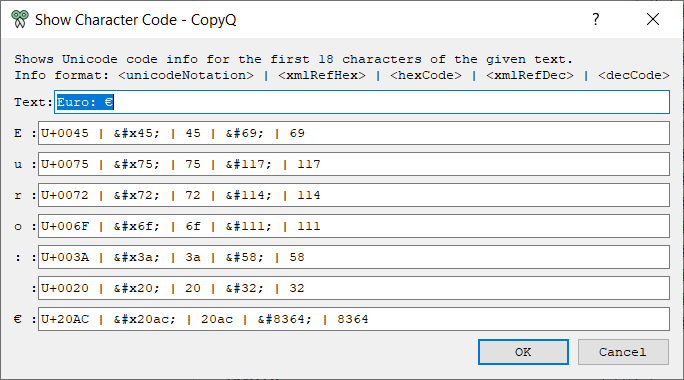 Show Character Code - CopyQ
Shows Unicode code info for the first 18 characters of the given text.
Info format: <unicodeNotation> | <xmlRefHex> | <hexCode> | <xmlRefDec> | <decCode>
Text: Euro: €
E : U+0045 | &#x45; | 45 | &#69; | 69
u : U+0075 | &#x75; | 75 | &#117; | 117
r : U+0072 | &#x72; | 72 | &#114; | 114
o : U+006F | &#x6f; | 6f | &#111; | 111
: : U+003A | &#x3a; | 3a | &#58; | 58
: U+0020 | &#x20; | 20 | &#32; | 32
€ : U+20AC | &#x20ac; | 20ac | &#8364; | 8364
OK Cancel